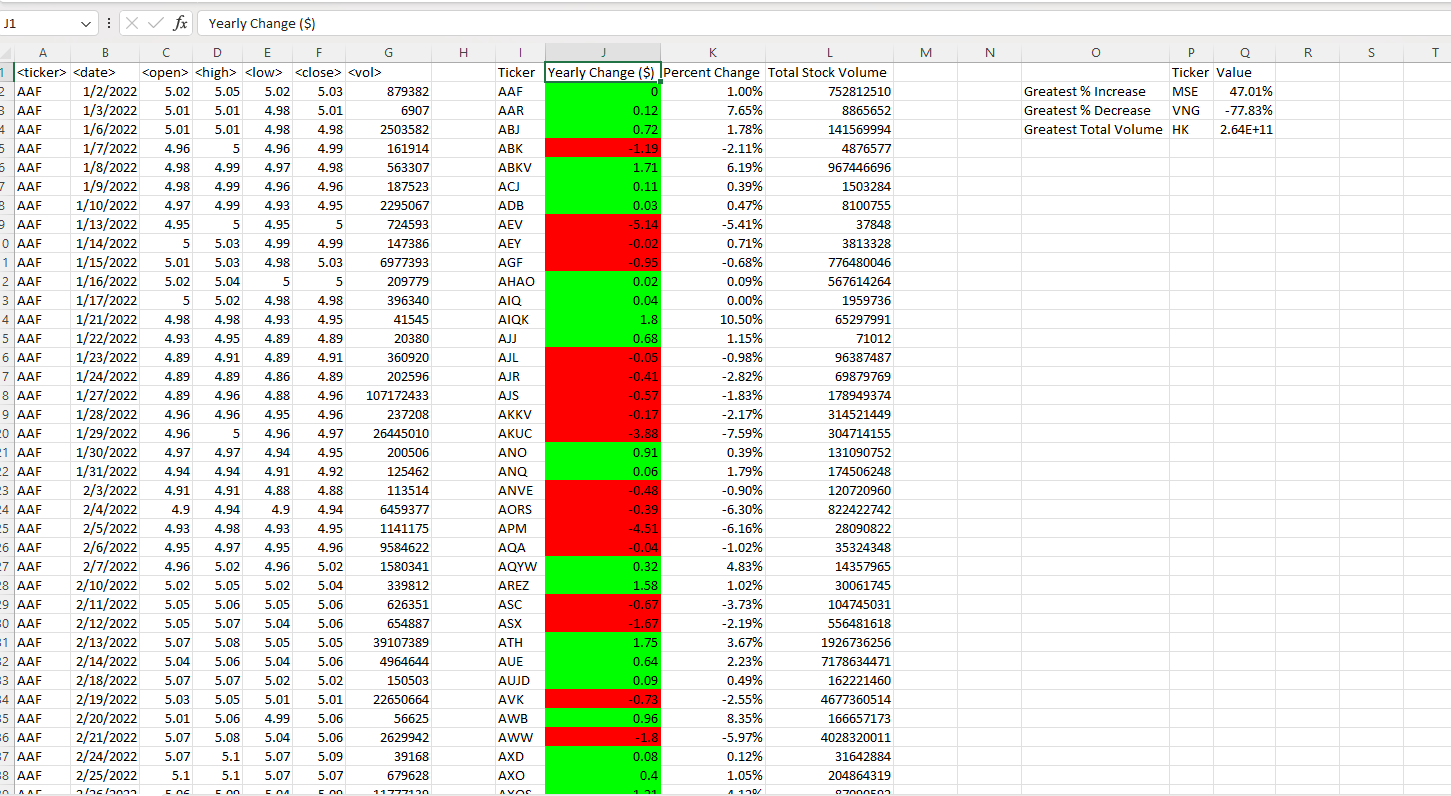 J1 fx Yearly Change ($)
A B C D E F G H I J K L M N O P Q R S T
1 <ticker> <date> <open> <high> <low> <close> <vol> Ticker Yearly Change ($) Percent Change Total Stock Volume Ticker Value
2 AAF 1/2/2022 5.02 5.05 5.02 5.03 879382 AAF 0 1.00% 752812510 Greatest % Increase MSE 47.01%
3 AAF 1/3/2022 5.01 5.01 4.98 5.01 6907 AAR 0.12 7.65% 8865652 Greatest % Decrease VNG -77.83%
4 AAF 1/6/2022 5.01 5.01 4.98 4.98 2503582 ABJ 0.72 1.78% 141569994 Greatest Total Volume HK 2.64E+11
5 AAF 1/7/2022 4.96 5 4.96 4.99 161914 ABK -1.19 -2.11% 4876577
6 AAF 1/8/2022 4.98 4.99 4.97 4.98 563307 ABKV 1.71 6.19% 967446696
7 AAF 1/9/2022 4.98 4.99 4.96 4.96 187523 ACJ 0.11 0.39% 1503284
8 AAF 1/10/2022 4.97 4.99 4.93 4.95 2295067 ADB 0.03 0.47% 8100755
9 AAF 1/13/2022 4.95 5 4.95 5 724593 AEV -5.14 -5.41% 37848
0 AAF 1/14/2022 5 5.03 4.99 4.99 147386 AEY -0.02 0.71% 3813328
1 AAF 1/15/2022 5.01 5.03 4.98 5.03 6977393 AGF -0.95 -0.68% 776480046
2 AAF 1/16/2022 5.02 5.04 5 5 209779 AHAO 0.02 0.09% 567614264
3 AAF 1/17/2022 5 5.02 4.98 4.98 396340 AIQ 0.04 0.00% 1959736
4 AAF 1/21/2022 4.98 4.98 4.93 4.95 41545 AIQK 1.8 10.50% 65297991
5 AAF 1/22/2022 4.93 4.95 4.89 4.89 20380 AJJ 0.68 1.15% 71012
6 AAF 1/23/2022 4.89 4.91 4.89 4.91 360920 AJL -0.05 -0.98% 96387487
7 AAF 1/24/2022 4.89 4.89 4.86 4.89 202596 AJR -0.41 -2.82% 69879769
8 AAF 1/27/2022 4.89 4.96 4.88 4.96 107172433 AJS -0.57 -1.83% 178949374
9 AAF 1/28/2022 4.96 4.96 4.95 4.96 237208 AKKV -0.17 -2.17% 314521449
20 AAF 1/29/2022 4.96 5 4.96 4.97 26445010 AKUC -3.88 -7.59% 304714155
21 AAF 1/30/2022 4.97 4.97 4.94 4.95 200506 ANO 0.91 0.39% 131090752
22 AAF 1/31/2022 4.94 4.94 4.91 4.92 125462 ANQ 0.06 1.79% 174506248
23 AAF 2/3/2022 4.91 4.91 4.88 4.88 113514 ANVE -0.48 -0.90% 120720960
24 AAF 2/4/2022 4.9 4.94 4.9 4.94 6459377 AORS -0.39 -6.30% 822422742
25 AAF 2/5/2022 4.93 4.98 4.93 4.95 1141175 APM -4.51 -6.16% 28090822
26 AAF 2/6/2022 4.95 4.97 4.95 4.96 9584622 AQA -0.04 -1.02% 35324348
27 AAF 2/7/2022 4.96 5.02 4.96 5.02 1580341 AQYW 0.32 4.83% 14357965
28 AAF 2/10/2022 5.02 5.05 5.02 5.04 339812 AREZ 1.58 1.02% 30061745
29 AAF 2/11/2022 5.05 5.06 5.05 5.06 626351 ASC -0.67 -3.73% 104745031
30 AAF 2/12/2022 5.05 5.07 5.04 5.06 654887 ASX -1.67 -2.19% 556481618
31 AAF 2/13/2022 5.07 5.08 5.05 5.05 39107389 ATH 1.75 3.67% 1926736256
32 AAF 2/14/2022 5.04 5.06 5.04 5.06 4964644 AUE 0.64 2.23% 7178634471
33 AAF 2/18/2022 5.07 5.07 5.02 5.02 150503 AUJD 0.09 0.49% 162221460
34 AAF 2/19/2022 5.03 5.05 5.01 5.01 22650664 AVK -0.73 -2.55% 4677360514
35 AAF 2/20/2022 5.01 5.06 4.99 5.06 56625 AWB 0.96 8.35% 166657173
36 AAF 2/21/2022 5.07 5.08 5.04 5.06 2629942 AWW -1.8 -5.97% 4028320011
37 AAF 2/24/2022 5.07 5.1 5.07 5.09 39168 AXD 0.08 0.12% 31642884
38 AAF 2/25/2022 5.1 5.1 5.07 5.07 679628 AXO 0.4 1.05% 204864319